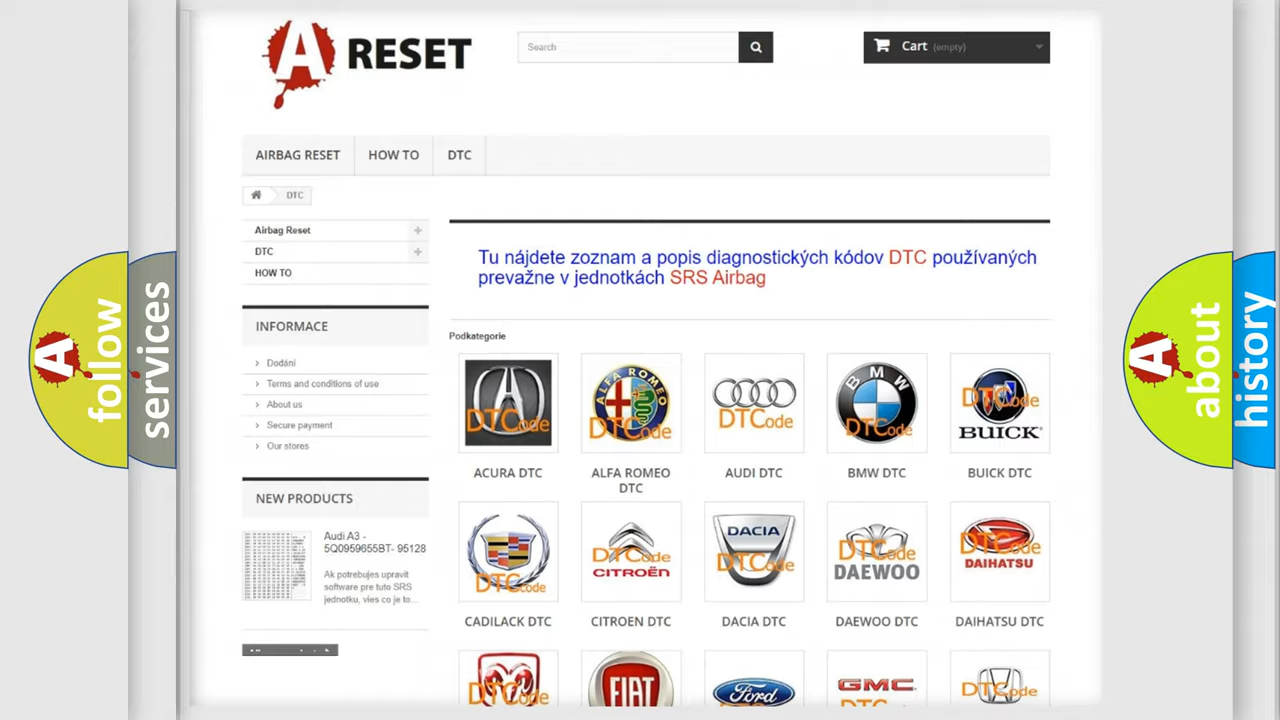 A RESET
Search
Cart (empty)
AIRBAG RESET
HOW TO
DTC
DTC
Airbag Reset
DTC
HOW TO
Tu nájdete zoznam a popis diagnostických kódov DTC používaných
prevažne v jednotkách SRS Airbag
INFORMACE
Dodání
Terms and conditions of use
About us
Secure payment
Our stores
NEW PRODUCTS
Audi A3 -
5Q0959655BT- 95128
Ak potrebujes upravit
software pre tuto SRS
jednotku, vies co je to...
Podkategorie
DTCode
ALFA ROMEO
DTCode
DTCode
BMW
DTCode
DTCode
BUICK
ACURA DTC
ALFA ROMEO
DTC
AUDI DTC
BMW DTC
BUICK DTC
DTCode
DTCode
CITROËN
DACIA
DTCode
DTCode
DAEWOO
DTCode
DAIHATSU
CADILACK DTC
CITROEN DTC
DACIA DTC
DAEWOO DTC
DAIHATSU DTC
DTCode
FIAT
Ford
GMC
DTCode
A
follow
services
A
about
history